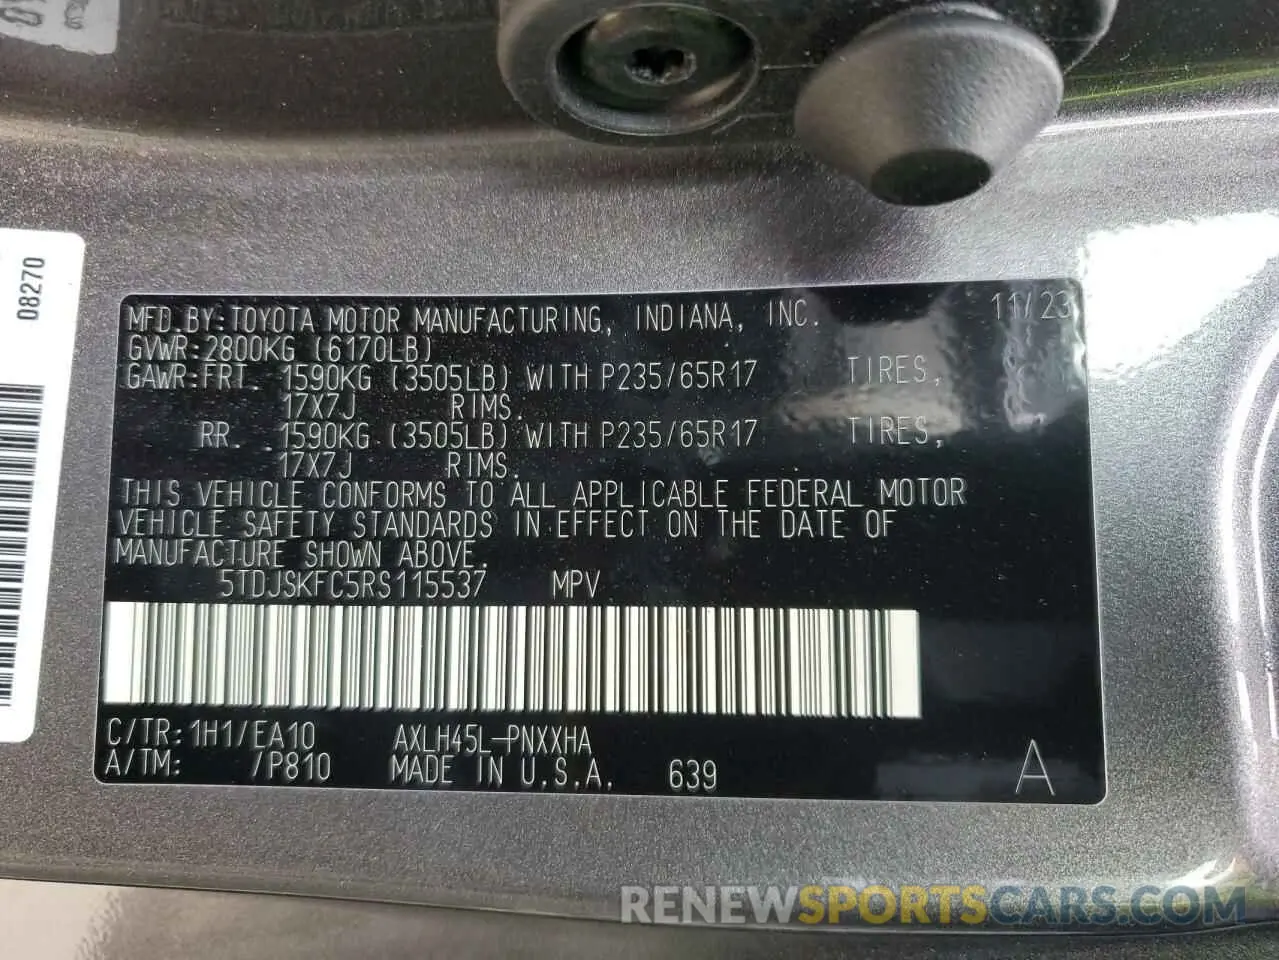 08270
MFD.BY:TOYOTA MOTOR MANUFACTURING, INDIANA, INC. 11/23
GVWR:2800KG (6170LB)
GAWR:FRT. 1590KG (3505LB) WITH P235/65R17 TIRES,
17X7J RIMS.
RR. 1590KG (3505LB) WITH P235/65R17 TIRES,
17X7J RIMS.
THIS VEHICLE CONFORMS TO ALL APPLICABLE FEDERAL MOTOR
VEHICLE SAFETY STANDARDS IN EFFECT ON THE DATE OF
MANUFACTURE SHOWN ABOVE.
5TDJSKFC5RS115537 MPV
C/TR:1H1/EA10 AXLH45L-PNXXHA
A/TM: /P810 MADE IN U.S.A. 639 A
RENEWSPORTSCARS.COM